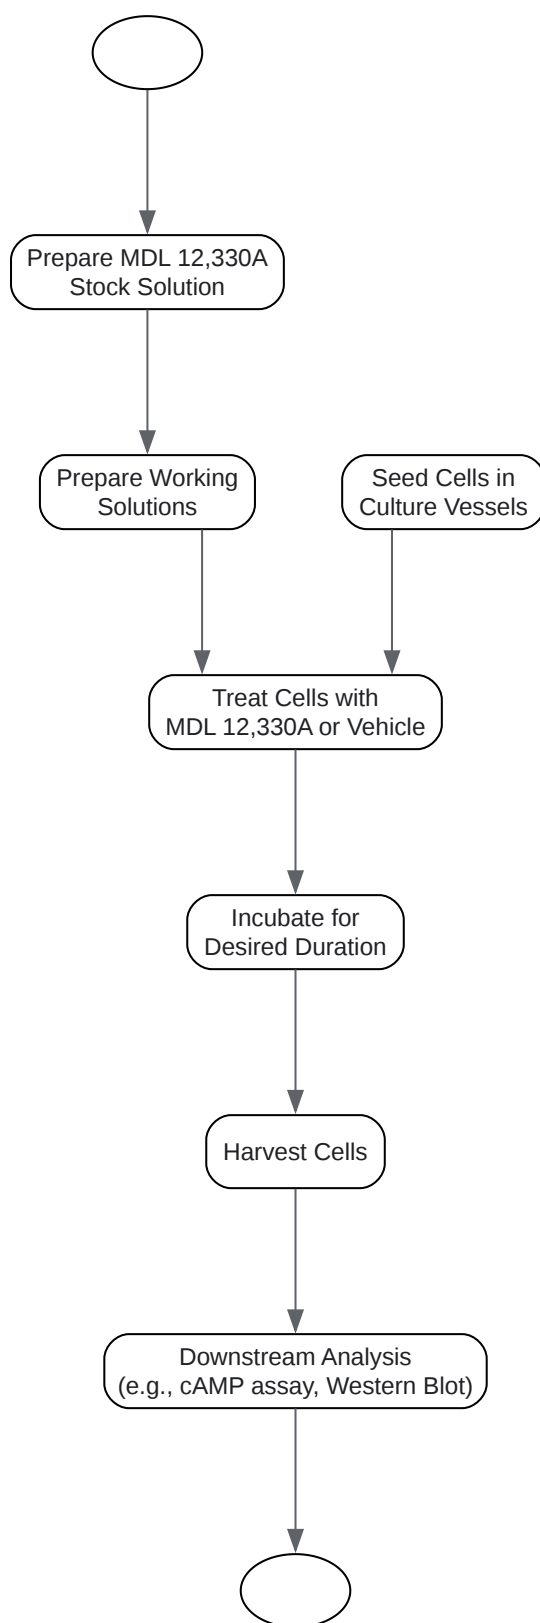 Prepare MDL 12,330A
Stock Solution
Prepare Working
Solutions
Seed Cells in
Culture Vessels
Treat Cells with
MDL 12,330A or Vehicle
Incubate for
Desired Duration
Harvest Cells
Downstream Analysis
(e.g., cAMP assay, Western Blot)